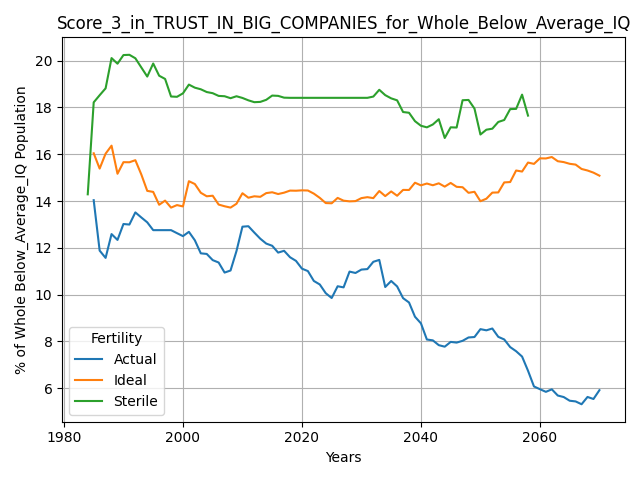 Score_3_in_TRUST_IN_BIG_COMPANIES_for_Whole_Below_Average_IQ
% of Whole Below_Average_IQ Population
20
18
16
14
12
10
8
6
Fertility
Actual
Ideal
Sterile
1980
2000
2020
2040
2060
Years